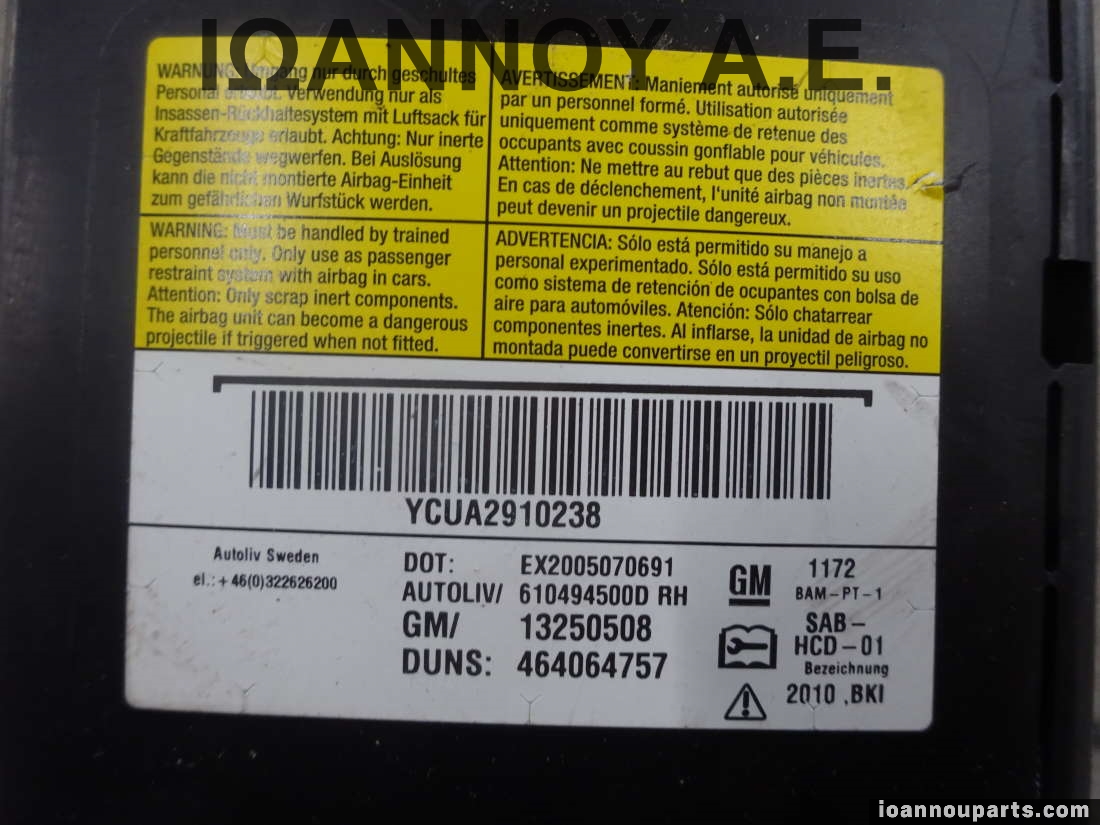 IOANNOY A.E.
WARNUNG: Umgang nur durch geschultes
Personal erlaubt. Verwendung nur als
Insassen-Rückhaltesystem mit Luftsack für
Kraftfahrzeuge erlaubt. Achtung: Nur inerte
Gegenstände wegwerfen. Bei Auslösung
kann die nicht montierte Airbag-Einheit
zum gefährlichen Wurfstück werden.
AVERTISSEMENT: Maniement autorisé uniquement
par un personnel formé. Utilisation autorisée
uniquement comme système de retenue des
occupants avec coussin gonflable pour véhicules.
Attention: Ne mettre au rebut que des pièces inertes.
En cas de déclenchement, l'unité airbag non montée
peut devenir un projectile dangereux.
WARNING: Must be handled by trained
personnel only. Only use as passenger
restraint system with airbag in cars.
Attention: Only scrap inert components.
The airbag unit can become a dangerous
projectile if triggered when not fitted.
ADVERTENCIA: Sólo está permitido su manejo a
personal experimentado. Sólo está permitido su uso
como sistema de retención de ocupantes con bolsa de
aire para automóviles. Atención: Sólo chatarrear
componentes inertes. Al inflarse, la unidad de airbag no
montada puede convertirse en un proyectil peligroso.
YCUA2910238
Autoliv Sweden
el.: +46(0)322626200
DOT: EX2005070691
AUTOLIV/ 610494500D RH
GM/ 13250508
DUNS: 464064757
GM
1172
BAM-PT-1
SAB-
HCD-01
Bezeichnung
2010 ,BKI
ioannouparts.com